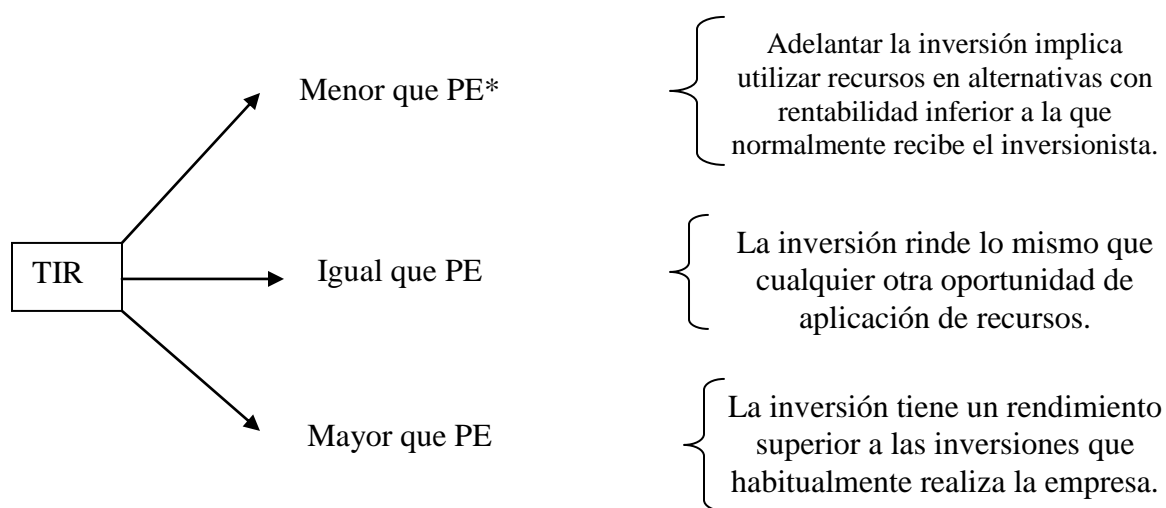 Menor que PE*
Adelantar la inversión implica
utilizar recursos en alternativas con
rentabilidad inferior a la que
normalmente recibe el inversionista.
TIR
Igual que PE
La inversión rinde lo mismo que
cualquier otra oportunidad de
aplicación de recursos.
Mayor que PE
La inversión tiene un rendimiento
superior a las inversiones que
habitualmente realiza la empresa.